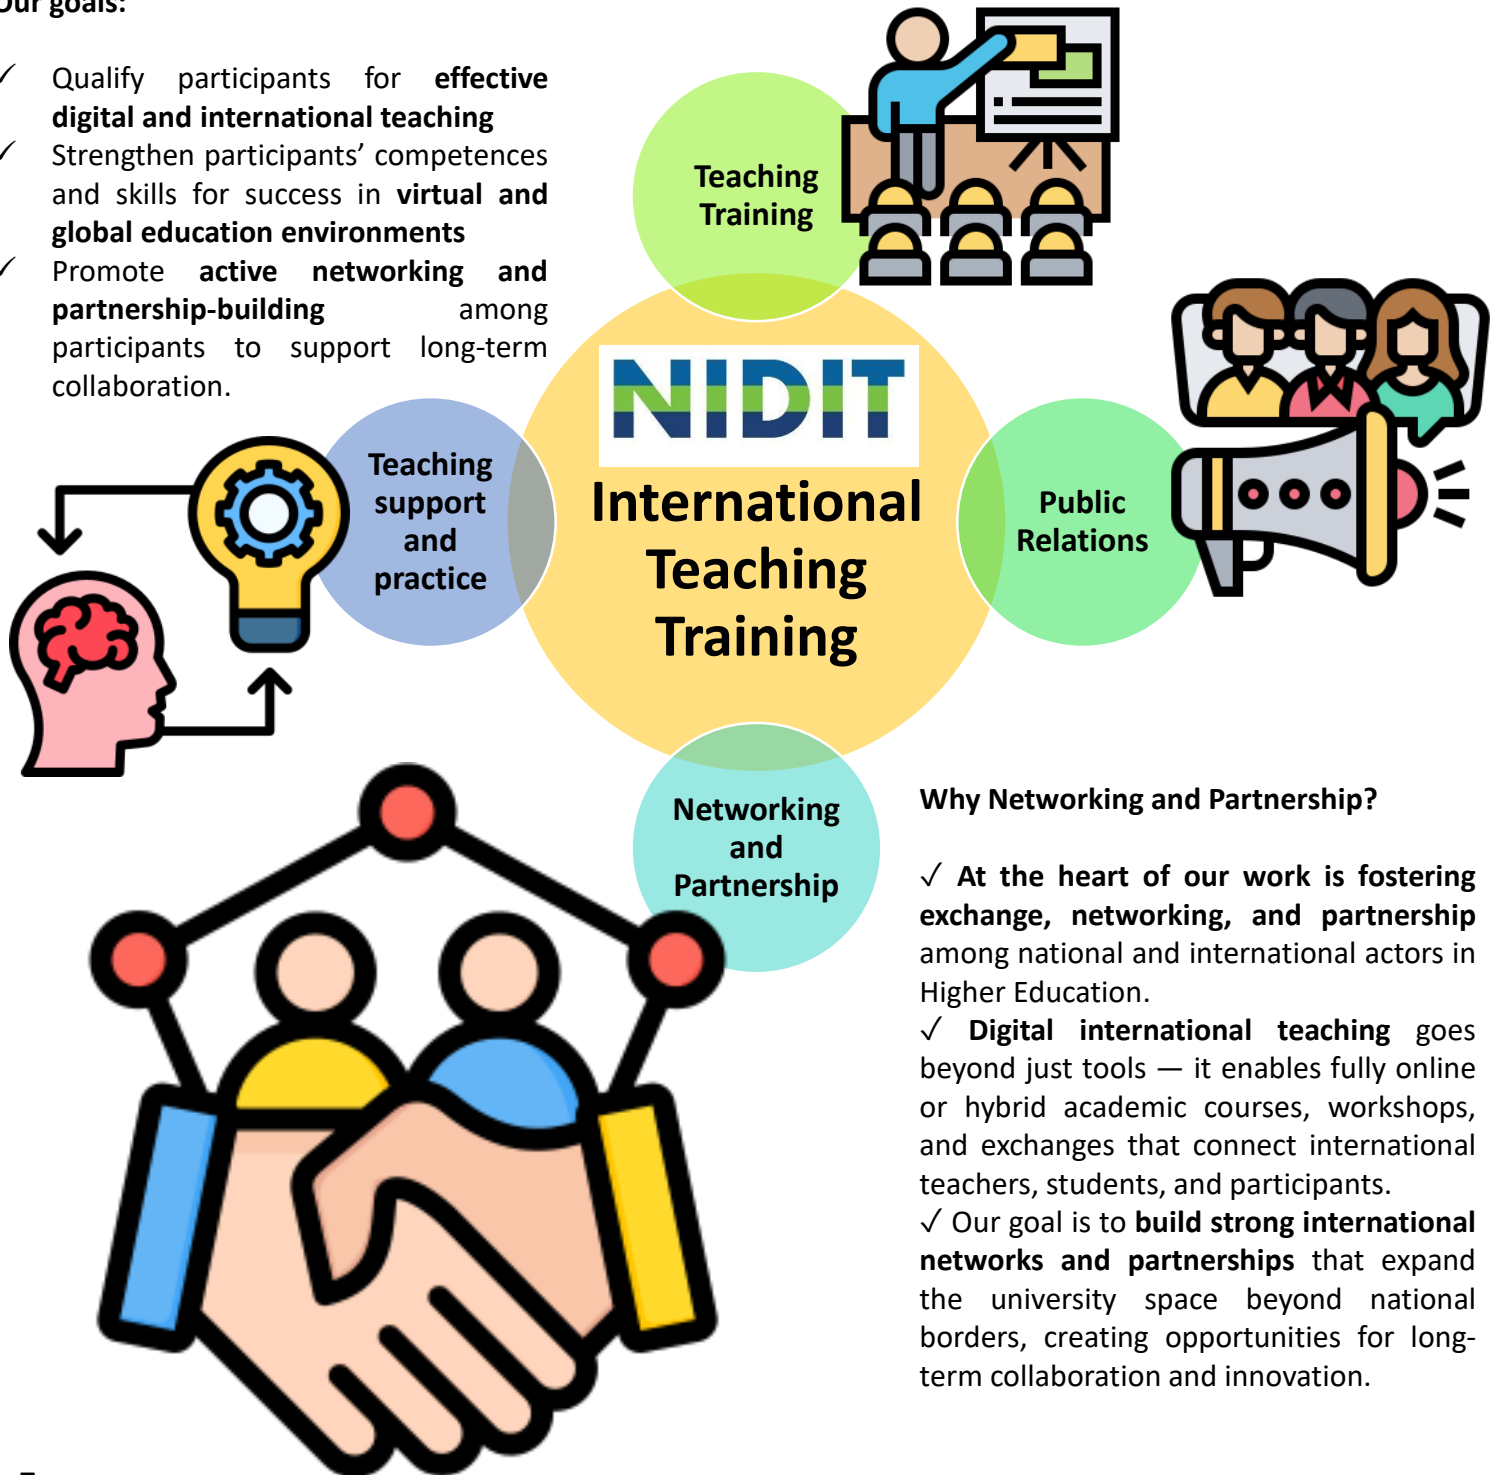 Our goals:
✓ Qualify participants for effective
digital and international teaching
✓ Strengthen participants’ competences
and skills for success in virtual and
global education environments
✓ Promote active networking and
partnership-building among
participants to support long-term
collaboration.
Teaching
Training
NIDIT
International
Teaching
Training
Teaching
support
and
practice
Public
Relations
Networking
and
Partnership
Why Networking and Partnership?
✓ At the heart of our work is fostering
exchange, networking, and partnership
among national and international actors in
Higher Education.
✓ Digital international teaching goes
beyond just tools — it enables fully online
or hybrid academic courses, workshops,
and exchanges that connect international
teachers, students, and participants.
✓ Our goal is to build strong international
networks and partnerships that expand
the university space beyond national
borders, creating opportunities for long-
term collaboration and innovation.